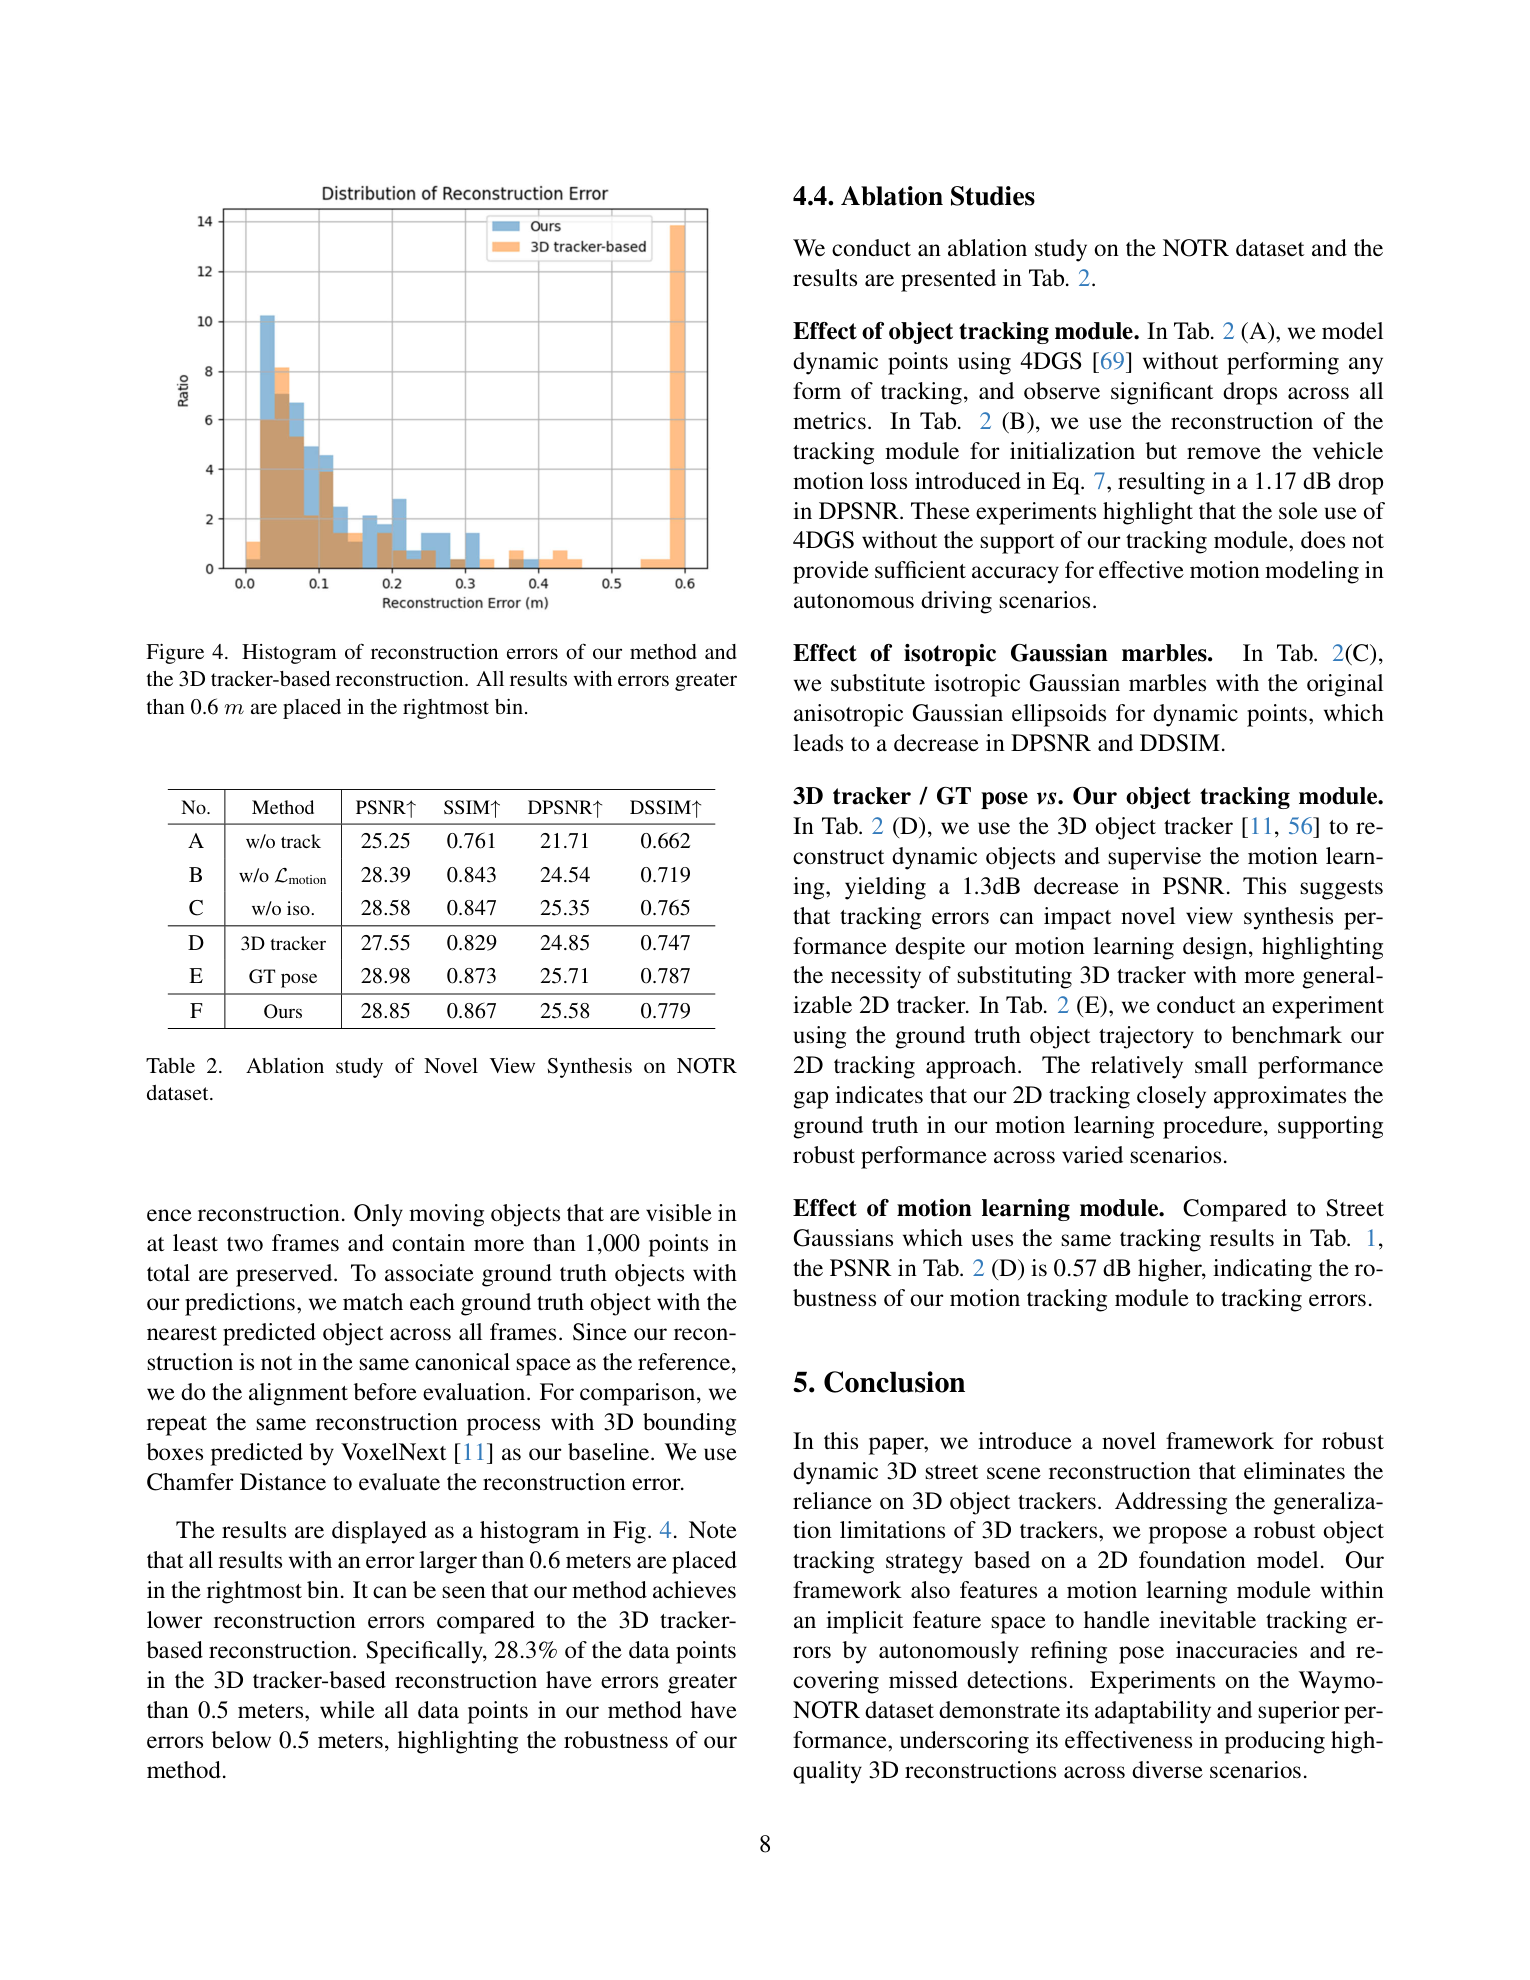 Distribution of Reconstruction Error
Ours
3D tracker-based
14
12
10
8
6
4
2
0
Ratio
0.0 0.1 0.2 0.3 0.4 0.5 0.6
Reconstruction Error (m)
Figure 4. Histogram of reconstruction errors of our method and
the 3D tracker-based reconstruction. All results with errors greater
than 0.6 m are placed in the rightmost bin.
No. Method PSNR↑ SSIM↑ DPSNR↑ DSSIM↑
A w/o track 25.25 0.761 21.71 0.662
B w/o ℒmotion 28.39 0.843 24.54 0.719
C w/o iso. 28.58 0.847 25.35 0.765
D 3D tracker 27.55 0.829 24.85 0.747
E GT pose 28.98 0.873 25.71 0.787
F Ours 28.85 0.867 25.58 0.779
Table 2. Ablation study of Novel View Synthesis on NOTR
dataset.
ence reconstruction. Only moving objects that are visible in
at least two frames and contain more than 1,000 points in
total are preserved. To associate ground truth objects with
our predictions, we match each ground truth object with the
nearest predicted object across all frames. Since our recon-
struction is not in the same canonical space as the reference,
we do the alignment before evaluation. For comparison, we
repeat the same reconstruction process with 3D bounding
boxes predicted by VoxelNext [11] as our baseline. We use
Chamfer Distance to evaluate the reconstruction error.
The results are displayed as a histogram in Fig. 4. Note
that all results with an error larger than 0.6 meters are placed
in the rightmost bin. It can be seen that our method achieves
lower reconstruction errors compared to the 3D tracker-
based reconstruction. Specifically, 28.3% of the data points
in the 3D tracker-based reconstruction have errors greater
than 0.5 meters, while all data points in our method have
errors below 0.5 meters, highlighting the robustness of our
method.
4.4. Ablation Studies
We conduct an ablation study on the NOTR dataset and the
results are presented in Tab. 2.
Effect of object tracking module. In Tab. 2 (A), we model
dynamic points using 4DGS [69] without performing any
form of tracking, and observe significant drops across all
metrics. In Tab. 2 (B), we use the reconstruction of the
tracking module for initialization but remove the vehicle
motion loss introduced in Eq. 7, resulting in a 1.17 dB drop
in DPSNR. These experiments highlight that the sole use of
4DGS without the support of our tracking module, does not
provide sufficient accuracy for effective motion modeling in
autonomous driving scenarios.
Effect of isotropic Gaussian marbles. In Tab. 2(C),
we substitute isotropic Gaussian marbles with the original
anisotropic Gaussian ellipsoids for dynamic points, which
leads to a decrease in DPSNR and DDSIM.
3D tracker / GT pose vs. Our object tracking module.
In Tab. 2 (D), we use the 3D object tracker [11, 56] to re-
construct dynamic objects and supervise the motion learn-
ing, yielding a 1.3dB decrease in PSNR. This suggests
that tracking errors can impact novel view synthesis per-
formance despite our motion learning design, highlighting
the necessity of substituting 3D tracker with more general-
izable 2D tracker. In Tab. 2 (E), we conduct an experiment
using the ground truth object trajectory to benchmark our
2D tracking approach. The relatively small performance
gap indicates that our 2D tracking closely approximates the
ground truth in our motion learning procedure, supporting
robust performance across varied scenarios.
Effect of motion learning module. Compared to Street
Gaussians which uses the same tracking results in Tab. 1,
the PSNR in Tab. 2 (D) is 0.57 dB higher, indicating the ro-
bustness of our motion tracking module to tracking errors.
5. Conclusion
In this paper, we introduce a novel framework for robust
dynamic 3D street scene reconstruction that eliminates the
reliance on 3D object trackers. Addressing the generaliza-
tion limitations of 3D trackers, we propose a robust object
tracking strategy based on a 2D foundation model. Our
framework also features a motion learning module within
an implicit feature space to handle inevitable tracking er-
rors by autonomously refining pose inaccuracies and re-
covering missed detections. Experiments on the Waymo-
NOTR dataset demonstrate its adaptability and superior per-
formance, underscoring its effectiveness in producing high-
quality 3D reconstructions across diverse scenarios.
8